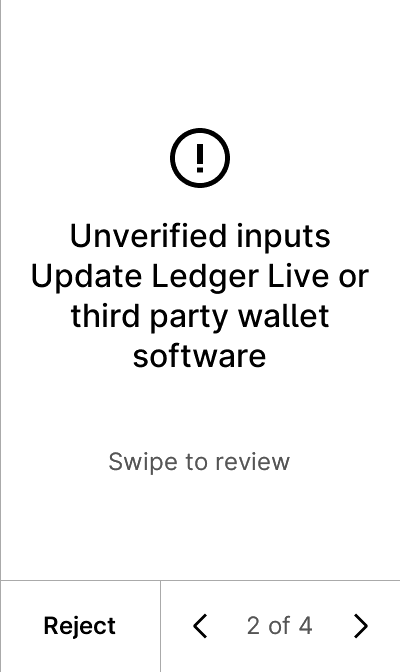 Unverified inputs
Update Ledger Live or
third party wallet
software
Swipe to review
Reject
2 of 4